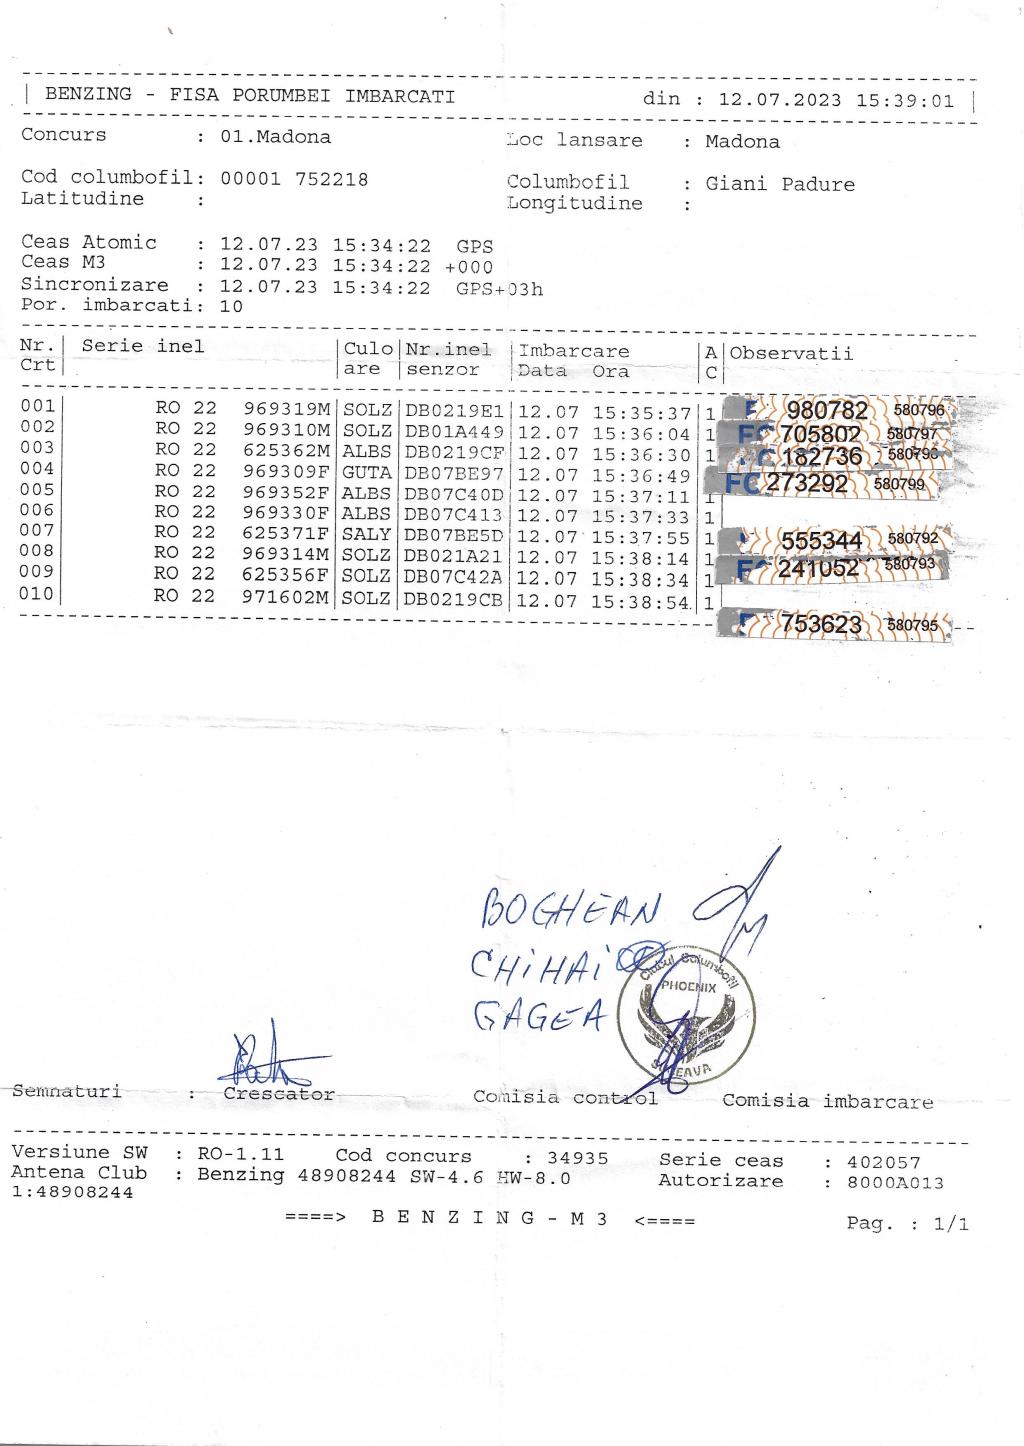 BENZING - FISA PORUMBEI IMBARCATI din : 12.07.2023 15:39:01
Concurs : 01.Madona Loc lansare : Madona
Cod columbofil: 00001 752218 Columbofil : Giani Padure
Latitudine : Longitudine :
Ceas Atomic : 12.07.23 15:34:22 GPS
Ceas M3 : 12.07.23 15:34:22 +000
Sincronizare : 12.07.23 15:34:22 GPS+03h
Por. imbarcati: 10
Nr. Serie inel Culo Nr.inel Imbarcare A Observatii
Crt are senzor Data Ora C
001 RO 22 969319M SOLZ DB0219E1 12.07 15:35:37 1 980782 580796
002 RO 22 969310M SOLZ DB01A449 12.07 15:36:04 1 FC 705802 580797
003 RO 22 625362M ALBS DB0219CF 12.07 15:36:30 1 182736
004 RO 22 969309F GUTA DB07BE97 12.07 15:36:49 FC 273292 580799
005 RO 22 969352F ALBS DB07C40D 12.07 15:37:11 1
006 RO 22 969330F ALBS DB07C413 12.07 15:37:33 1
007 RO 22 625371F SALY DB07BE5D 12.07 15:37:55 1 555344 580792
008 RO 22 969314M SOLZ DB021A21 12.07 15:38:14 1 241052 580793
009 RO 22 625356F SOLZ DB07C42A 12.07 15:38:34 1
010 RO 22 971602M SOLZ DB0219CB 12.07 15:38:54 1
753623 580795
BOGHEAN
CHIHAI
GAGEA
Clubul Columbofil
PHOENIX
Semnaturi : Crescator Comisia control Comisia imbarcare
Versiune SW : RO-1.11 Cod concurs : 34935 Serie ceas : 402057
Antena Club : Benzing 48908244 SW-4.6 HW-8.0 Autorizare : 8000A013
1:48908244
====> B E N Z I N G - M 3 <==== Pag. : 1/1